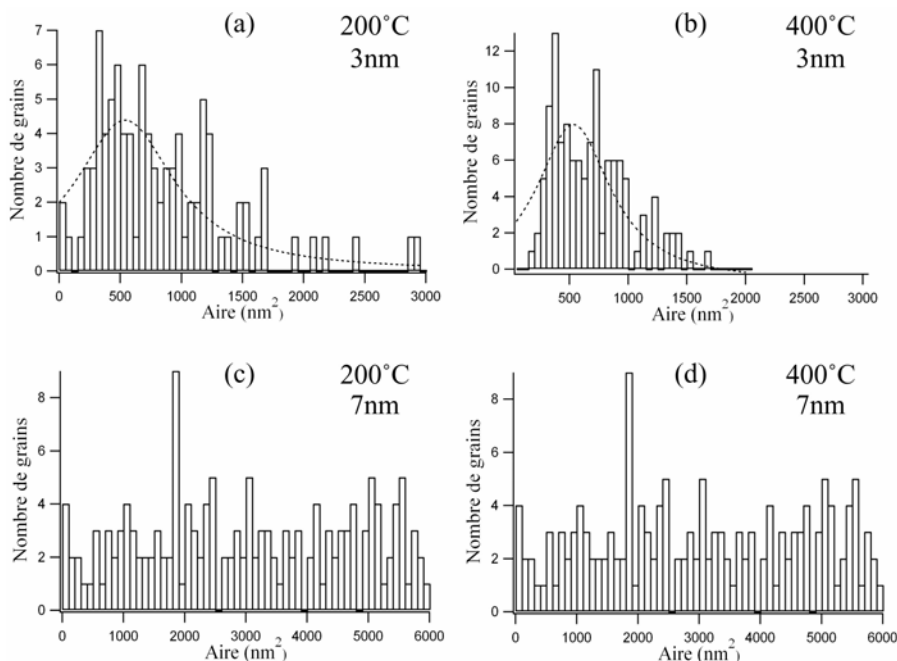 (a) 200°C
3nm
7
6
5
4
3
2
1
0
Nombre de grains
0 500 1000 1500 2000 2500 3000
Aire (nm²)
(b) 400°C
3nm
12
10
8
6
4
2
0
Nombre de grains
500 1000 1500 2000 2500 3000
Aire (nm²)
(c) 200°C
7nm
8
6
4
2
0
Nombre de grains
0 1000 2000 3000 4000 5000 6000
Aire (nm²)
(d) 400°C
7nm
8
6
4
2
0
Nombre de grains
0 1000 2000 3000 4000 5000 6000
Aire (nm²)